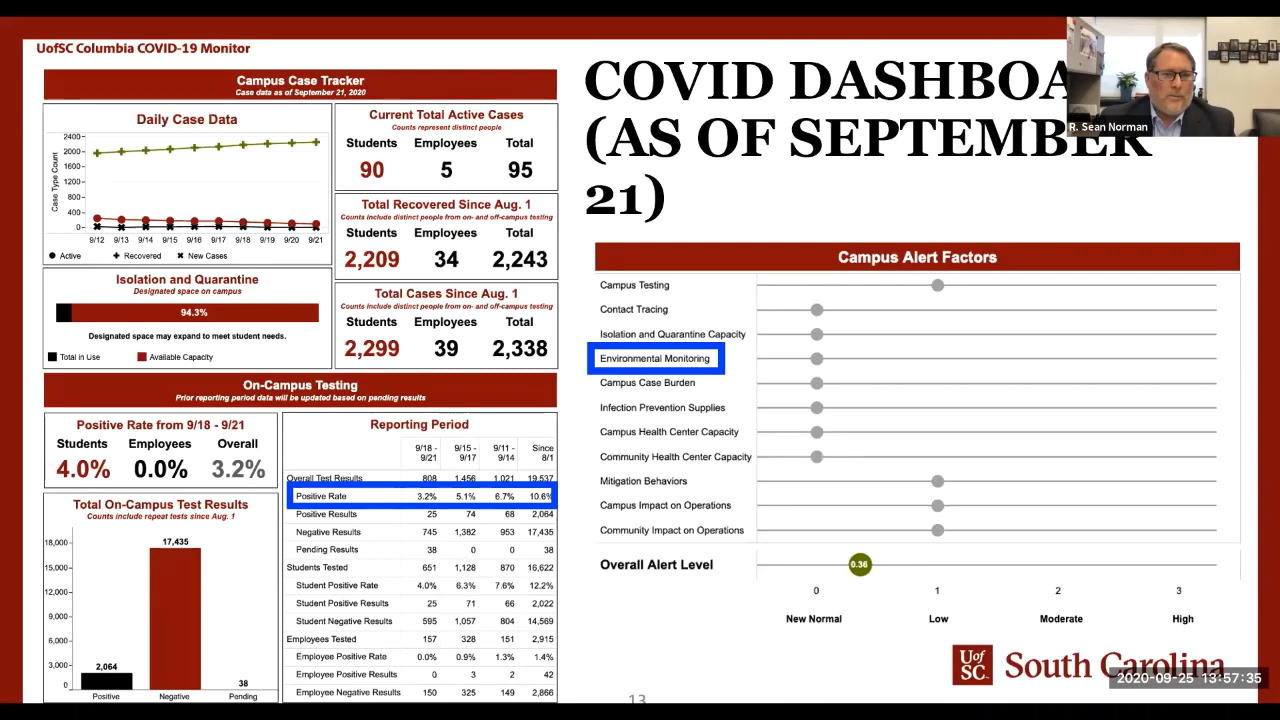 UofSC Columbia COVID-19 Monitor
Campus Case Tracker
Case data as of September 21, 2020
Daily Case Data
2400
2000
1600
1200
800
400
0
Case Type Count
9/12 9/13 9/14 9/15 9/16 9/17 9/18 9/19 9/20 9/21
Active Recovered New Cases
Current Total Active Cases
Counts represent distinct people
Students Employees Total
90 5 95
Total Recovered Since Aug. 1
Counts include distinct people from on- and off-campus testing
Students Employees Total
2,209 34 2,243
Isolation and Quarantine
Designated space on campus
94.3%
Designated space may expand to meet student needs.
Total in Use Available Capacity
Total Cases Since Aug. 1
Counts include distinct people from on- and off-campus testing
Students Employees Total
2,299 39 2,338
On-Campus Testing
Prior reporting period data will be updated based on pending results
Positive Rate from 9/18 - 9/21
Students Employees Overall
4.0% 0.0% 3.2%
Total On-Campus Test Results
Counts include repeat tests since Aug. 1
18,000
15,000
12,000
9,000
6,000
3,000
0
2,064 17,435 38
Positive Negative Pending
Reporting Period
9/18 - 9/15 - 9/11 - Since
9/21 9/17 9/14 8/1
Overall Test Results 808 1,456 1,021 19,537
Positive Rate 3.2% 5.1% 6.7% 10.6%
Positive Results 25 74 68 2,064
Negative Results 745 1,382 953 17,435
Pending Results 38 0 0 38
Students Tested 651 1,128 870 16,622
Student Positive Rate 4.0% 6.3% 7.6% 12.2%
Student Positive Results 25 71 66 2,022
Student Negative Results 595 1,057 804 14,569
Employees Tested 157 328 151 2,915
Employee Positive Rate 0.0% 0.9% 1.3% 1.4%
Employee Positive Results 0 3 2 42
Employee Negative Results 150 325 149 2,866
COVID DASHBOA
(AS OF SEPTEMBER
21)
R. Sean Norman
Campus Alert Factors
Campus Testing
Contact Tracing
Isolation and Quarantine Capacity
Environmental Monitoring
Campus Case Burden
Infection Prevention Supplies
Campus Health Center Capacity
Community Health Center Capacity
Mitigation Behaviors
Campus Impact on Operations
Community Impact on Operations
Overall Alert Level 0.36
0 1 2 3
New Normal Low Moderate High
UofSC South Carolina
2020-09-25 13:57:35
13